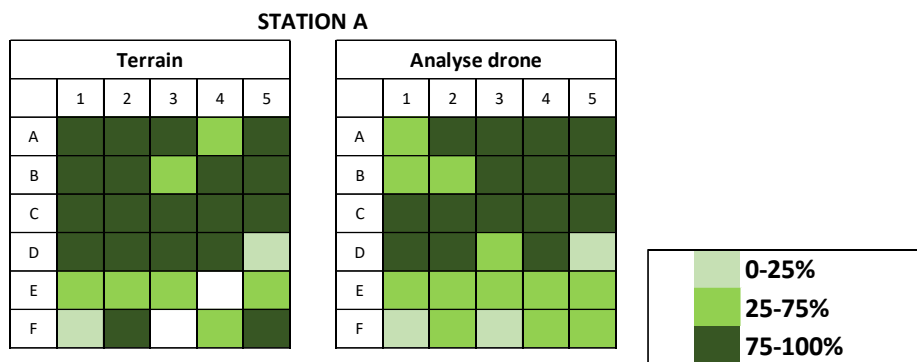 STATION A
Terrain
1 2 3 4 5
A
B
C
D
E
F
Analyse drone
1 2 3 4 5
A
B
C
D
E
F
0-25%
25-75%
75-100%